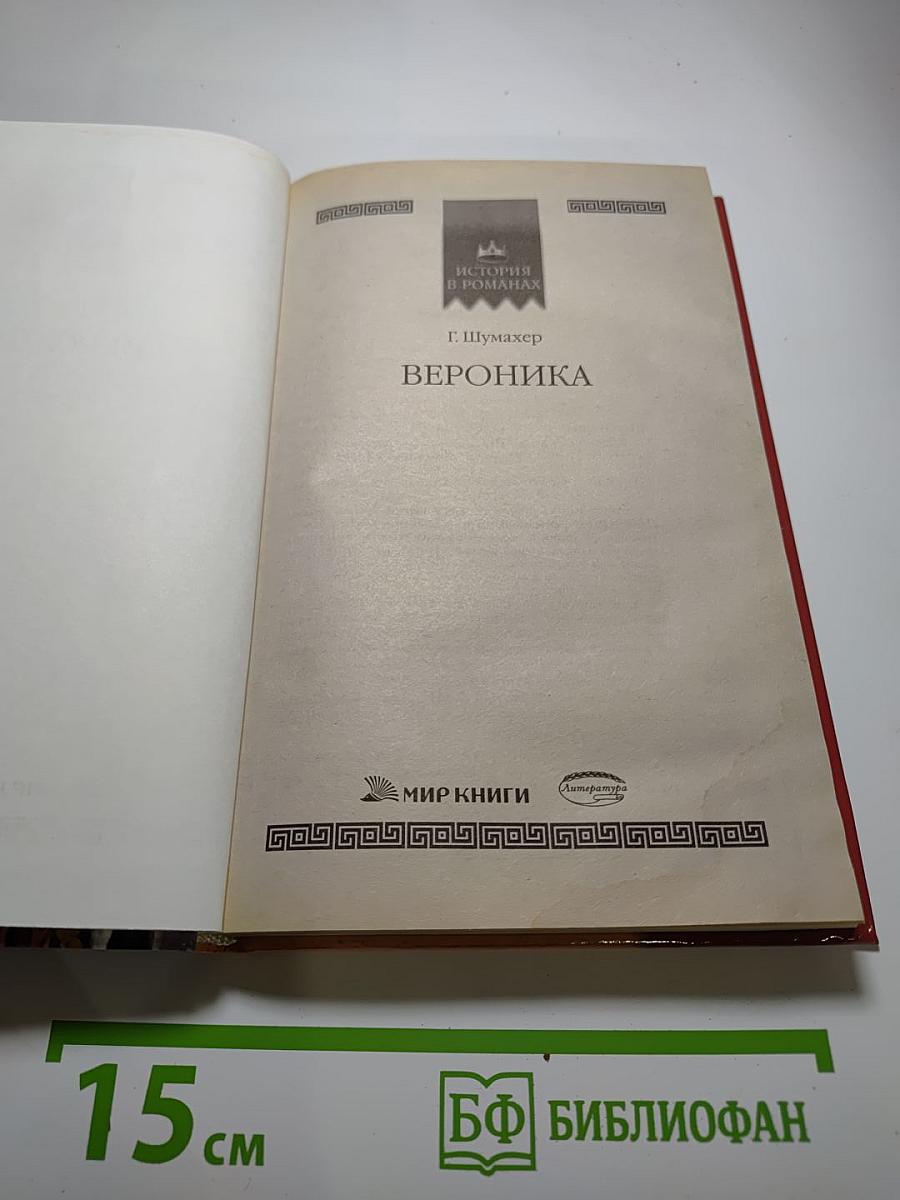 ИСТОРИЯ
В РОМАНАХ
Г. Шумахер
ВЕРОНИКА
МИР КНИГИ
Литература
15 см
БФ БИБЛИОФАН